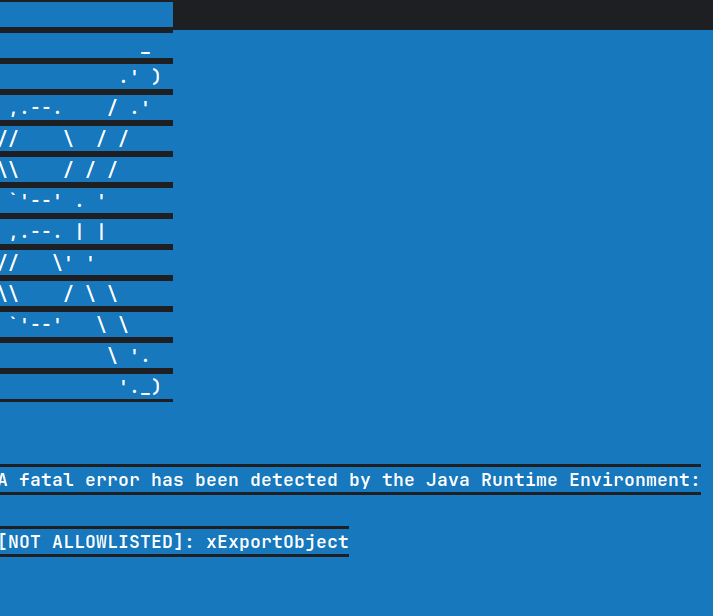 _
             .' )
 ,.--.    / .'
//    \  / /
\\    / / /
 `'--' . '
 ,.--. | |
//   \' '
\\    / \ \
 `'--'   \ \
          \ '.
           '._)
A fatal error has been detected by the Java Runtime Environment:
[NOT ALLOWLISTED]: xExportObject